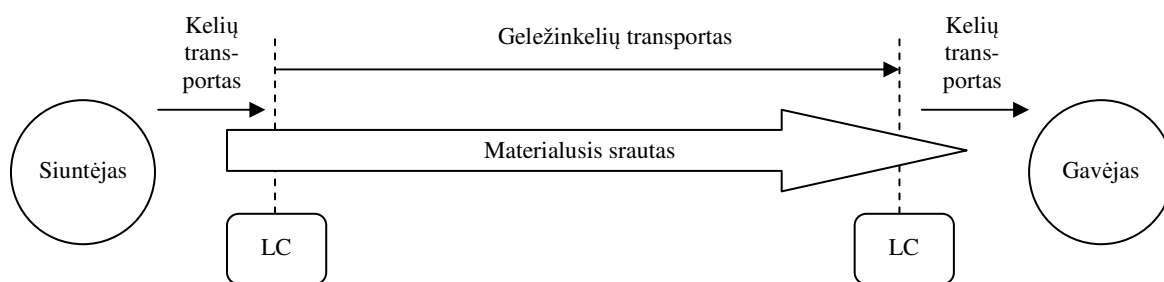 Kelių
trans-
portas
Geležinkelių transportas
Kelių
trans-
portas
Siuntėjas
Materialusis srautas
Gavėjas
LC
LC